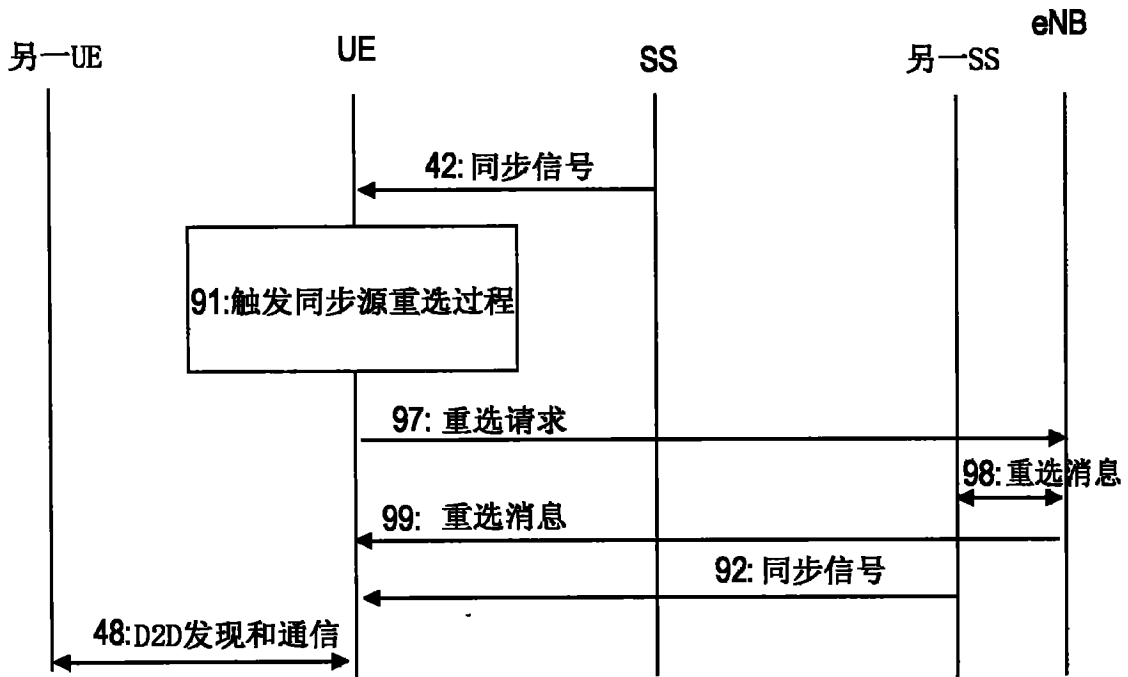 另一UE
UE
SS
另一SS
eNB
42: 同步信号
91:触发同步源重选过程
97: 重选请求
98:重选消息
99: 重选消息
92: 同步信号
48:D2D发现和通信